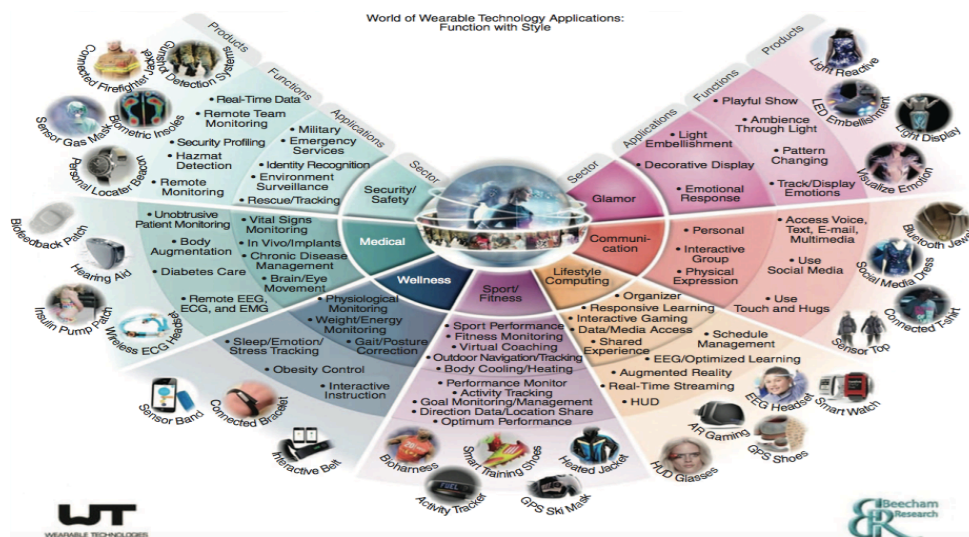 World of Wearable Technology Applications:
Function with Style
Products
Functions
Applications
Sector
Connected Firefighter Jacket
Gunshot Detection Systems
Sensor Gas Mask
Biometric Insoles
Personal Locater Beacon
• Real-Time Data
• Remote Team
Monitoring
• Security Profiling
• Hazmat
Detection
• Remote
Monitoring
• Military
• Emergency
Services
• Identity Recognition
• Environment
Surveillance
• Rescue/Tracking
Security/
Safety
Biofeedback Patch
Hearing Aid
Insulin Pump Patch
Wireless ECG Headset
• Unobtrusive
Patient Monitoring
• Body
Augmentation
• Diabetes Care
• Remote EEG,
ECG, and EMG
• Vital Signs
Monitoring
• In Vivo/Implants
• Chronic Disease
Management
• Brain/Eye
Movement
Medical
Wellness
• Physiological
Monitoring
• Weight/Energy
Monitoring
• Gait/Posture
Correction
• Sleep/Emotion/
Stress Tracking
• Obesity Control
• Interactive
Instruction
Sensor Band
Connected Bracelet
Interactive Belt
Sport/
Fitness
• Sport Performance
• Fitness Monitoring
• Virtual Coaching
• Outdoor Navigation/Tracking
• Body Cooling/Heating
• Performance Monitor
• Activity Tracking
• Goal Monitoring/Management
• Direction Data/Location Share
• Optimum Performance
Bioharness
Activity Tracker
Smart Training Shoes
GPS Ski Mask
Heated Jacket
Lifestyle
Computing
• Organizer
• Responsive Learning
• Interactive Gaming
• Data/Media Access
• Shared
Experience
• Schedule
Management
• EEG/Optimized Learning
• Augmented Reality
• Real-Time Streaming
• HUD
HUD Glasses
AR Gaming
GPS Shoes
EEG Headset
Smart Watch
Communi-
cation
• Personal
• Interactive
Group
• Physical
Expression
• Access Voice,
Text, E-mail,
Multimedia
• Use
Social Media
• Use
Touch and Hugs
Social Media Dress
Connected T-shirt
Sensor Top
Products
Functions
Applications
Sector
Glamor
• Light
Embellishment
• Decorative Display
• Emotional
Response
• Playful Show
• Ambience
Through Light
• Pattern
Changing
• Track/Display
Emotions
Light Reactive
LED Embellishment
Light Display
Visualize Emotion
Bluetooth
FUEL
WT
WEARABLE TECHNOLOGIES
Beecham
Research